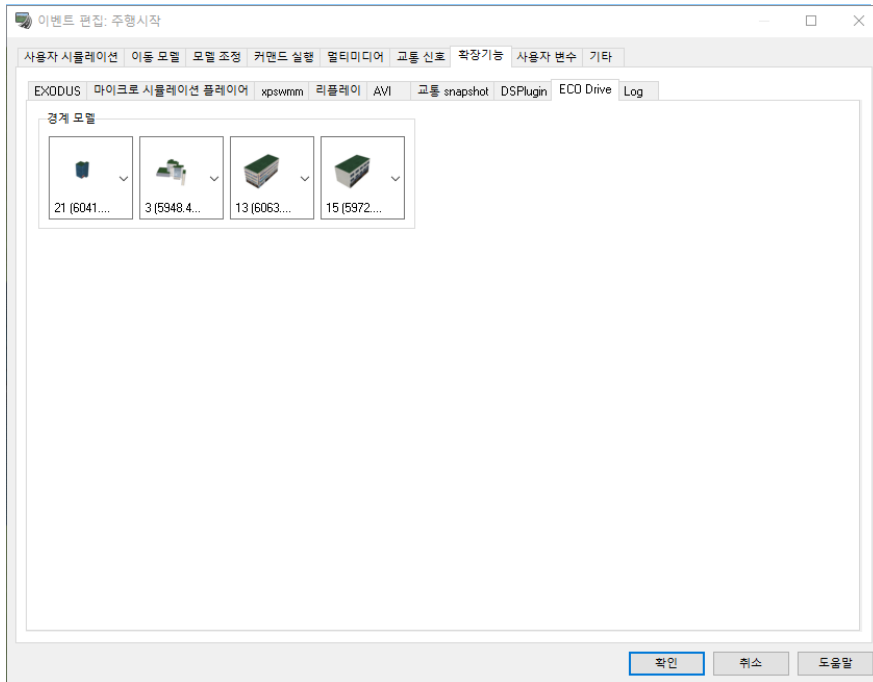 이벤트 편집: 주행시작
사용자 시뮬레이션 이동 모델 모델 조정 커맨드 실행 멀티미디어 교통 신호 확장기능 사용자 변수 기타
EXODUS 마이크로 시뮬레이션 플레이어 xpswmm 리플레이 AVI 교통 snapshot DSPlugin ECO Drive Log
경계 모델
21 (6041.... 3 (5948.4... 13 (6063.... 15 (5972....
확인 취소 도움말